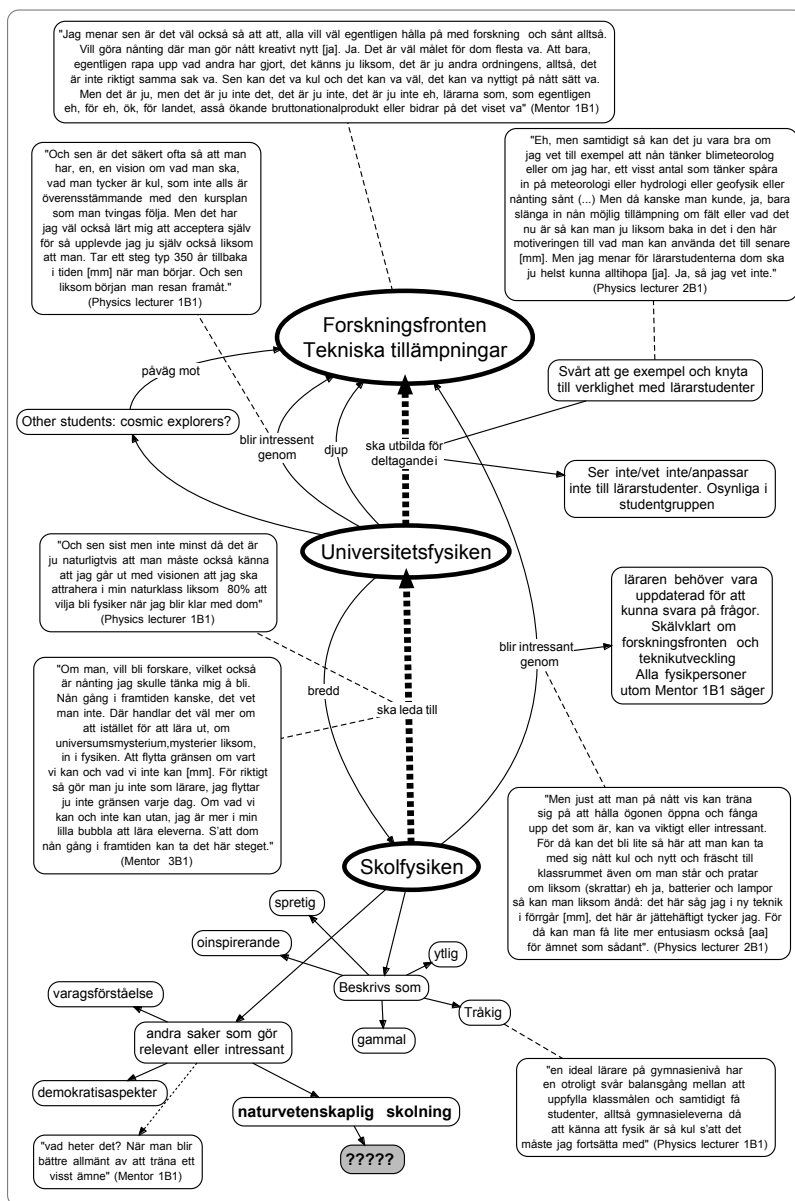 "Jag menar sen är det väl också så att att, alla vill väl egentligen hålla på med forskning och sånt alltså.
Vill göra nånting där man gör nått kreativt nytt [ja]. Ja. Det är väl målet för dom flesta va. Att bara,
egentligen rapa upp vad andra har gjort, det känns ju liksom, det är ju andra ordningens, alltså, det
är inte riktigt samma sak va. Sen kan det va kul och det kan va väl, det kan va nyttigt på nått sätt va.
Men det är ju, men det är ju inte det, det är ju inte, det är ju inte eh, lärarna som, som egentligen
eh, för eh, ök, för landet, asså ökande bruttonationalprodukt eller bidrar på det viset va" (Mentor 1B1)
"Och sen är det säkert ofta så att man
har, en, en vision om vad man ska,
vad man tycker är kul, som inte alls är
överensstämmande med den kursplan
som man tvingas följa. Men det har
jag väl också lärt mig att acceptera själv
för så upplevde jag ju själv också liksom
att man. Tar ett steg typ 350 år tillbaka
i tiden [mm] när man börjar. Och sen
liksom början man resan framåt."
(Physics lecturer 1B1)
"Eh, men samtidigt så kan det ju vara bra om
jag vet till exempel att nån tänker blimeteorolog
eller om jag har, ett visst antal som tänker spåra
in på meteorologi eller hydrologi eller geofysik eller
nånting sånt (...) Men då kanske man kunde, ja, bara
slänga in nån möjlig tillämpning om fält eller vad det
nu är så kan man ju liksom baka in det i den här
motiveringen till vad man kan använda det till senare
[mm]. Men jag menar för lärarstudenterna dom ska
ju helst kunna alltihopa [ja]. Ja, så jag vet inte."
(Physics lecturer 2B1)
Forskningsfronten
Tekniska tillämpningar
påväg mot
Svårt att ge exempel och knyta
till verklighet med lärarstudenter
Other students: cosmic explorers?
blir intressent
genom
djup
ska utbilda för
deltagande i
Ser inte/vet inte/anpassar
inte till lärarstudenter. Osynliga i
studentgruppen
Universitetsfysiken
"Och sen sist men inte minst då det är
ju naturligtvis att man måste också känna
att jag går ut med visionen att jag ska
attrahera i min naturklass liksom 80% att
vilja bli fysiker när jag blir klar med dom"
(Physics lecturer 1B1)
läraren behöver vara
uppdaterad för att
kunna svara på frågor.
Skälvklart om
forskningsfronten och
teknikutveckling
Alla fysikpersoner
utom Mentor 1B1 säger
blir intressant
genom
bredd
ska leda till
"Om man, vill bli forskare, vilket också
är nånting jag skulle tänka mig å bli.
Nån gång i framtiden kanske, det vet
man inte. Där handlar det väl mer om
att istället för att lära ut, om
universumsmysterium,mysterier liksom,
in i fysiken. Att flytta gränsen om vart
vi kan och vad vi inte kan [mm]. För riktigt
så gör man ju inte som lärare, jag flyttar
ju inte gränsen varje dag. Om vad vi
kan och inte kan utan, jag är mer i min
lilla bubbla att lära eleverna. S'att dom
nån gång i framtiden kan ta det här steget."
(Mentor 3B1)
"Men just att man på nått vis kan träna
sig på att hålla ögonen öppna och fånga
upp det som är, kan va viktigt eller intressant.
För då kan det bli lite så här att man kan ta
med sig nått kul och nytt och fräscht till
klassrummet även om man står och pratar
om liksom (skrattar) eh ja, batterier och lampor
så kan man liksom ändå: det här såg jag i ny teknik
i förrgår [mm], det här är jättehäftigt tycker jag. För
då kan man få lite mer entusiasm också [aa]
för ämnet som sådant". (Physics lecturer 2B1)
Skolfysiken
spretig
oinspirerande
ytlig
Beskrivs som
varagsförståelse
Tråkig
andra saker som gör
relevant eller intressant
gammal
demokratisaspekter
naturvetenskaplig skolning
"en ideal lärare på gymnasienivå har
en otroligt svår balansgång mellan att
uppfylla klassmålen och samtidigt få
studenter, alltså gymnasieleverna då
att känna att fysik är så kul s'att det
måste jag fortsätta med" (Physics lecturer 1B1)
"vad heter det? När man blir
bättre allmänt av att träna ett
visst ämne" (Mentor 1B1)
?????